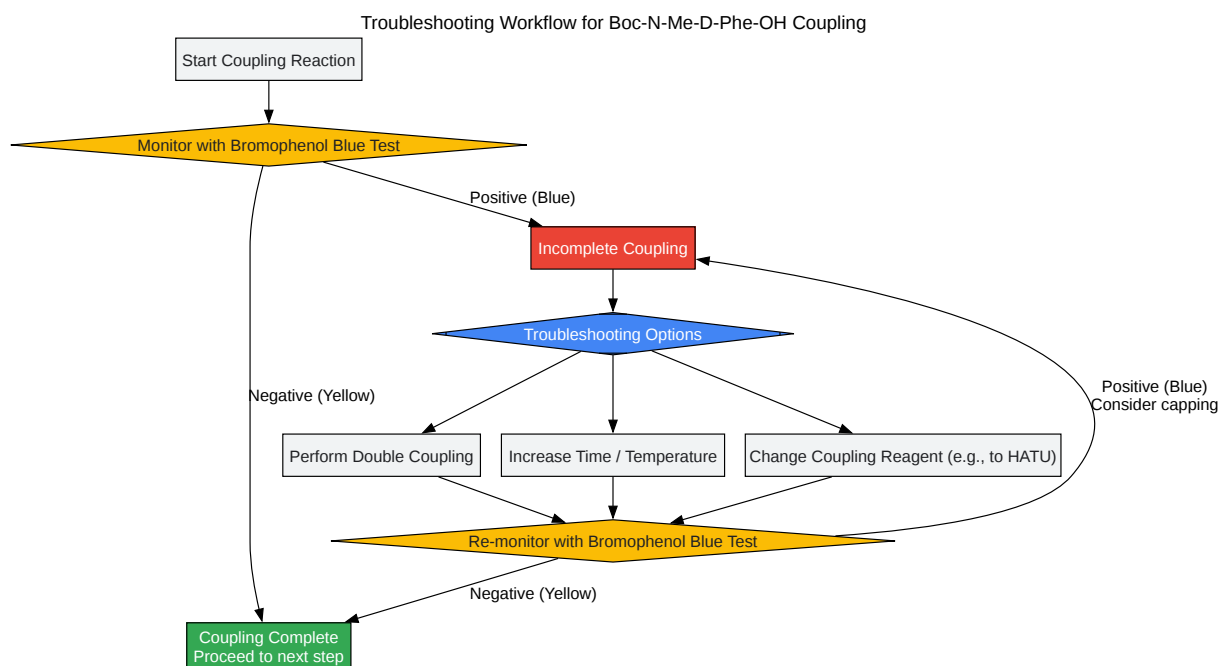 Troubleshooting Workflow for Boc-N-Me-D-Phe-OH Coupling
Start Coupling Reaction
Monitor with Bromophenol Blue Test
Positive (Blue)
Incomplete Coupling
Troubleshooting Options
Negative (Yellow)
Positive (Blue)
Consider capping
Perform Double Coupling
Increase Time / Temperature
Change Coupling Reagent (e.g., to HATU)
Re-monitor with Bromophenol Blue Test
Negative (Yellow)
Coupling Complete
Proceed to next step